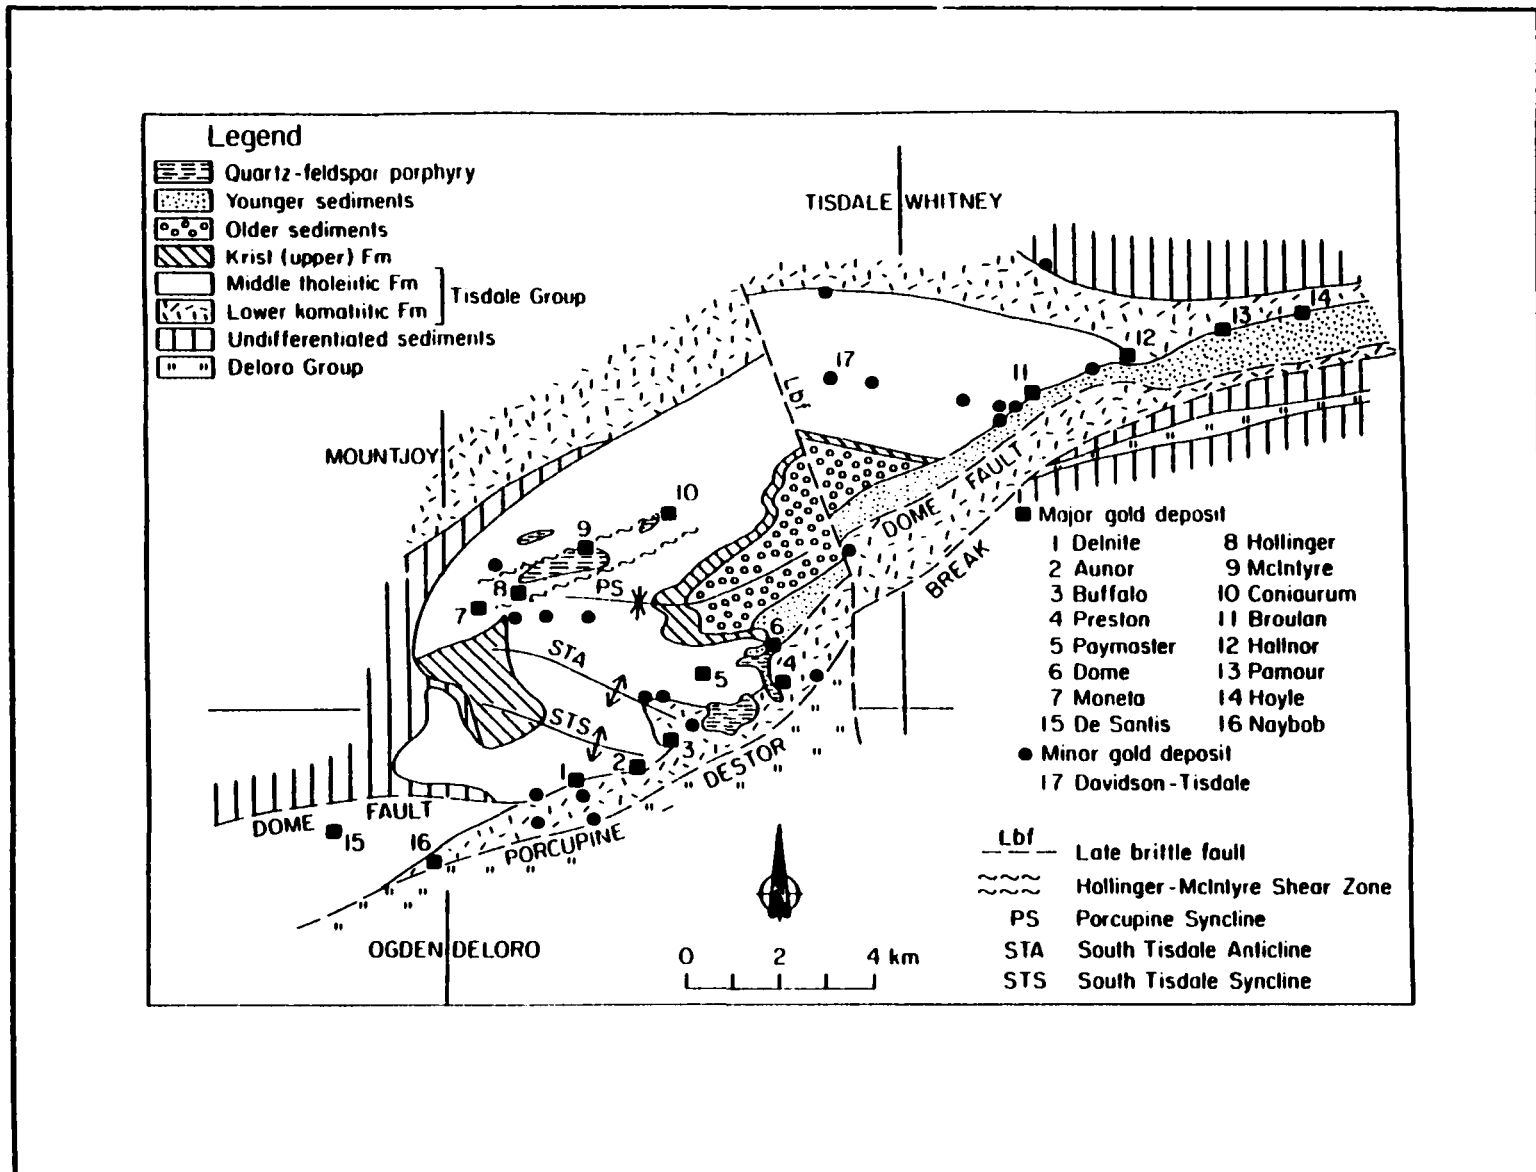 Legend
Quartz-feldspar porphyry
Younger sediments
Older sediments
Krist (upper) Fm
Middle tholeiitic Fm
Lower komatiitic Fm
Tisdale Group
Undifferentiated sediments
" " Deloro Group
TISDALE WHITNEY
MOUNTJOY
OGDEN DELORO
Lbf
DOME FAULT
BREAK
DESTOR
PORCUPINE
DOME FAULT
PS
STA
STS
1
2
3
4
5
6
7
8
9
10
11
12
13
14
15
16
17
Major gold deposit
1 Delnite 8 Hollinger
2 Aunor 9 McIntyre
3 Buffalo 10 Coniaurum
4 Preston 11 Broulan
5 Paymaster 12 Hallnor
6 Dome 13 Pamour
7 Moneta 14 Hoyle
15 De Santis 16 Naybob
Minor gold deposit
17 Davidson-Tisdale
Lbf
Late brittle fault
Hollinger-McIntyre Shear Zone
PS Porcupine Syncline
STA South Tisdale Anticline
STS South Tisdale Syncline
0 2 4 km